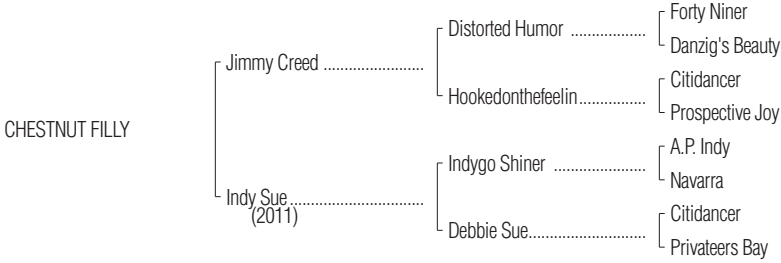 Forty Niner
Distorted Humor ...................
Danzig's Beauty
Jimmy Creed .........................
Citidancer
Hookedonthefeelin.................
Prospective Joy
CHESTNUT FILLY
A.P. Indy
Indygo Shiner .......................
Navarra
Indy Sue.................................
(2011)
Citidancer
Debbie Sue.............................
Privateers Bay